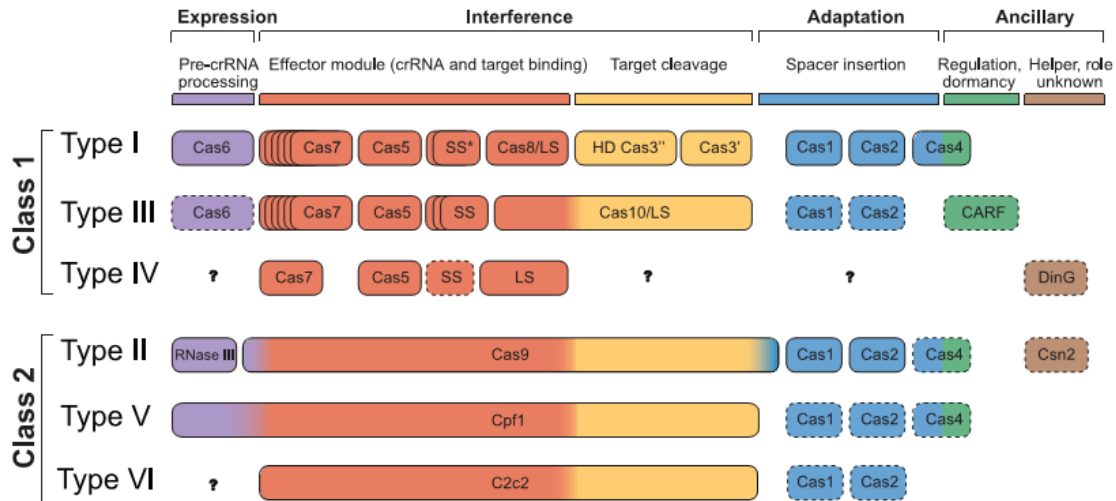 Expression Interference Adaptation Ancillary
Pre-crRNA processing Effector module (crRNA and target binding) Target cleavage Spacer insertion Regulation, dormancy Helper, role unknown
Class 1
Type I Cas6 Cas7 Cas5 SS* Cas8/LS HD Cas3'' Cas3' Cas1 Cas2 Cas4
Type III Cas6 Cas7 Cas5 SS Cas10/LS Cas1 Cas2 CARF
Type IV ? Cas7 Cas5 SS LS ? ? DinG
Class 2
Type II RNase III Cas9 Cas1 Cas2 Cas4 Csn2
Type V Cpf1 Cas1 Cas2 Cas4
Type VI ? C2c2 Cas1 Cas2